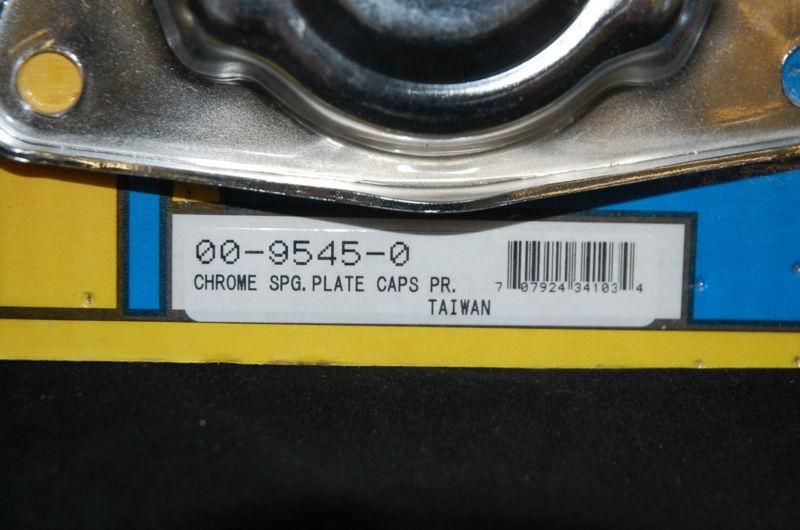 00-9545-0
CHROME SPG. PLATE CAPS PR.
TAIWAN
7 07924 34103 4